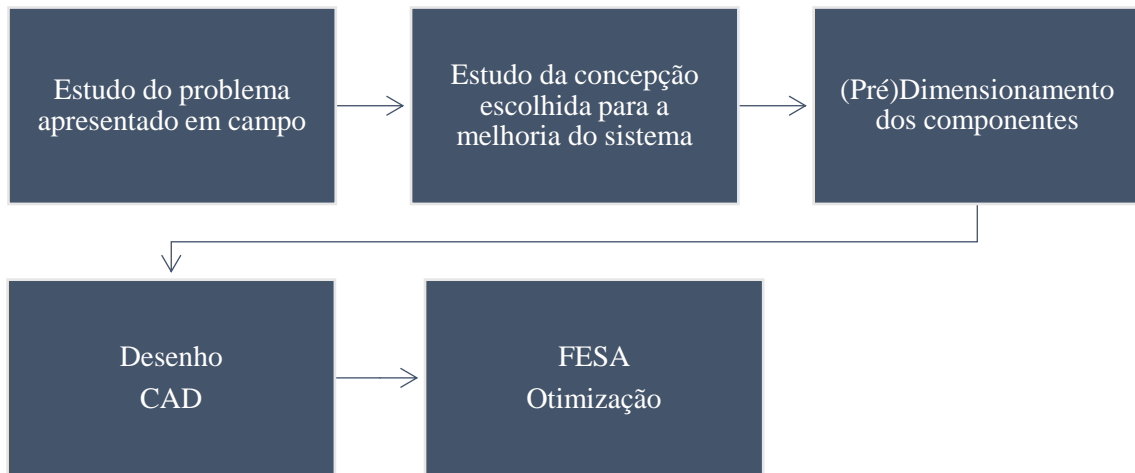 Estudo do problema
apresentado em campo
Estudo da concepção
escolhida para a
melhoria do sistema
(Pré)Dimensionamento
dos componentes
Desenho
CAD
FESA
Otimização